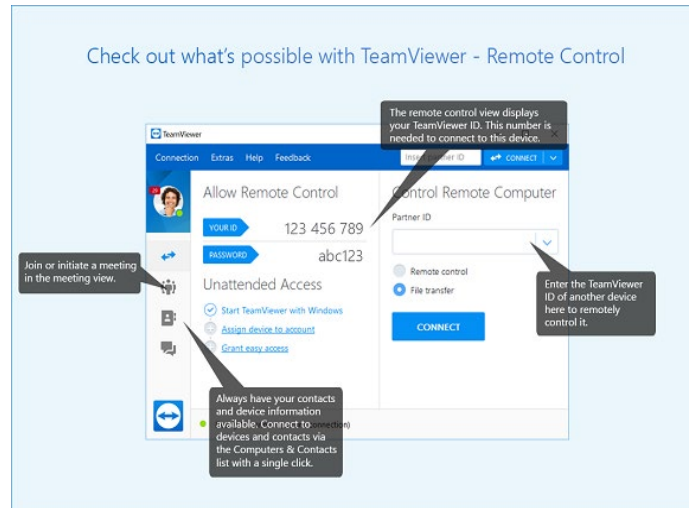 Check out what's possible with TeamViewer - Remote Control
The remote control view displays
your TeamViewer ID. This number is
needed to connect to this device.
TeamViewer
Connection Extras Help Feedback
Insert partner ID
CONNECT
Allow Remote Control
Control Remote Computer
YOUR ID
123 456 789
Partner ID
PASSWORD
abc123
Join or initiate a meeting
in the meeting view.
Unattended Access
Remote control
File transfer
Enter the TeamViewer
ID of another device
here to remotely
control it.
Start TeamViewer with Windows
Assign device to account
Grant easy access
CONNECT
Always have your contacts
and device information
available. Connect to
devices and contacts via
the Computers & Contacts
list with a single click.
connection)